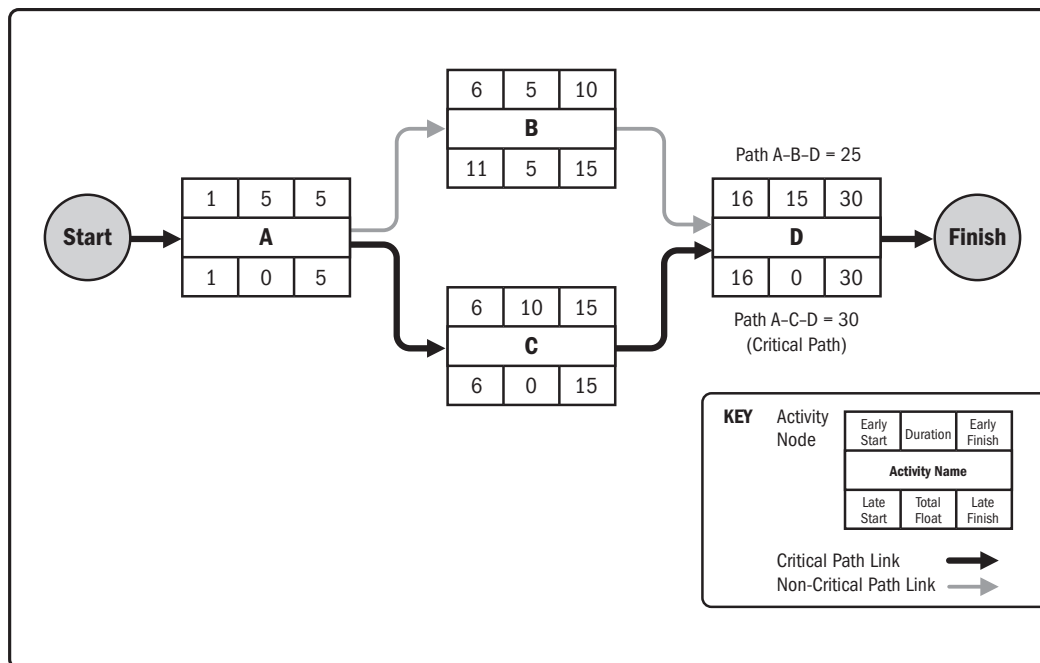 6 5 10
B
11 5 15
Path A–B–D = 25
1 5 5
A
1 0 5
16 15 30
D
16 0 30
Start
Finish
6 10 15
C
6 0 15
Path A–C–D = 30
(Critical Path)
KEY
Activity
Node
Early
Start
Duration
Early
Finish
Activity Name
Late
Start
Total
Float
Late
Finish
Critical Path Link
Non-Critical Path Link